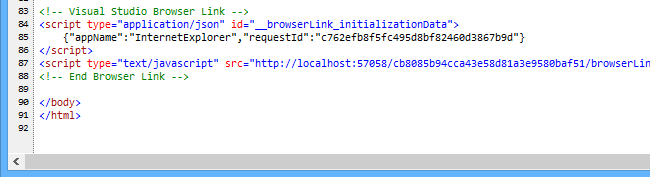 83 <!-- Visual Studio Browser Link -->
84 <script type="application/json" id="__browserLink_initializationData">
85 {"appName":"InternetExplorer","requestId":"c762efb8f5fc495d8bf82460d3867b9d"}
86 </script>
87 <script type="text/javascript" src="http://localhost:57058/cb8085b94cca43e58d81a3e9580baf51/browserLin
88 <!-- End Browser Link -->
89
90 </body>
91 </html>
92